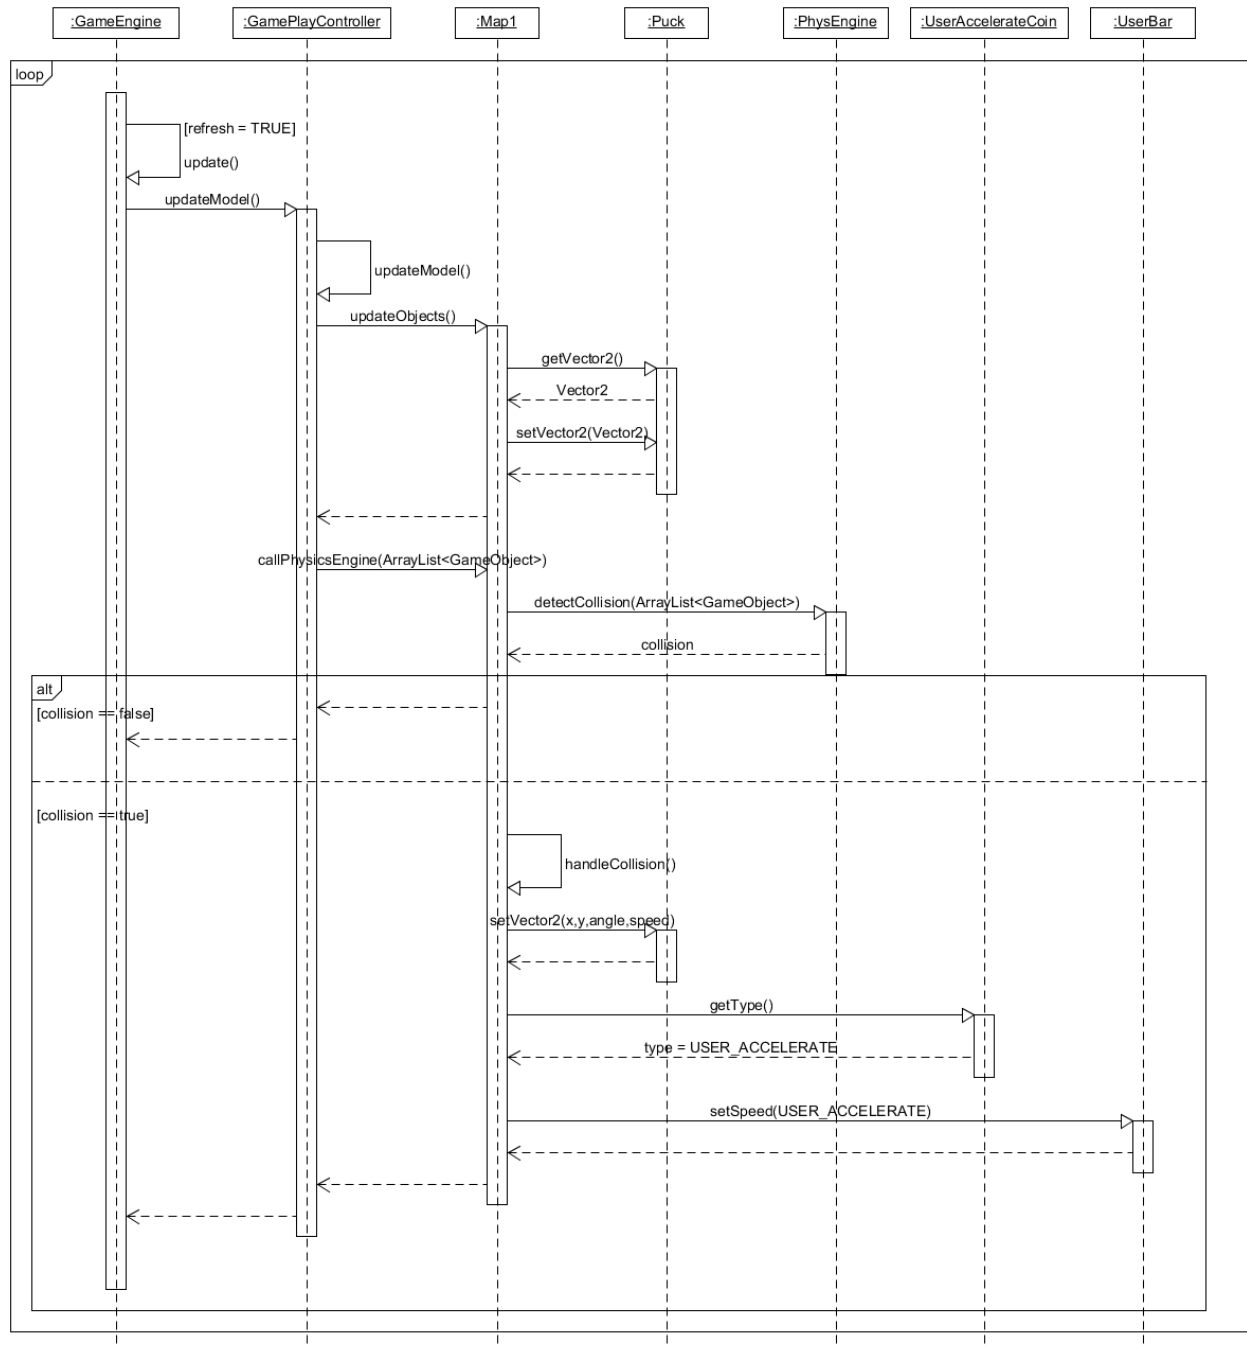 :GameEngine
:GamePlayController
:Map1
:Puck
:PhysEngine
:UserAccelerateCoin
:UserBar
loop
[refresh = TRUE]
update()
updateModel()
updateModel()
updateObjects()
getVector2()
Vector2
setVector2(Vector2)
callPhysicsEngine(ArrayList<GameObject>)
detectCollision(ArrayList<GameObject>)
collision
alt
[collision == false]
[collision == true]
handleCollision()
setVector2(x,y,angle,speed)
getType()
type = USER_ACCELERATE
setSpeed(USER_ACCELERATE)